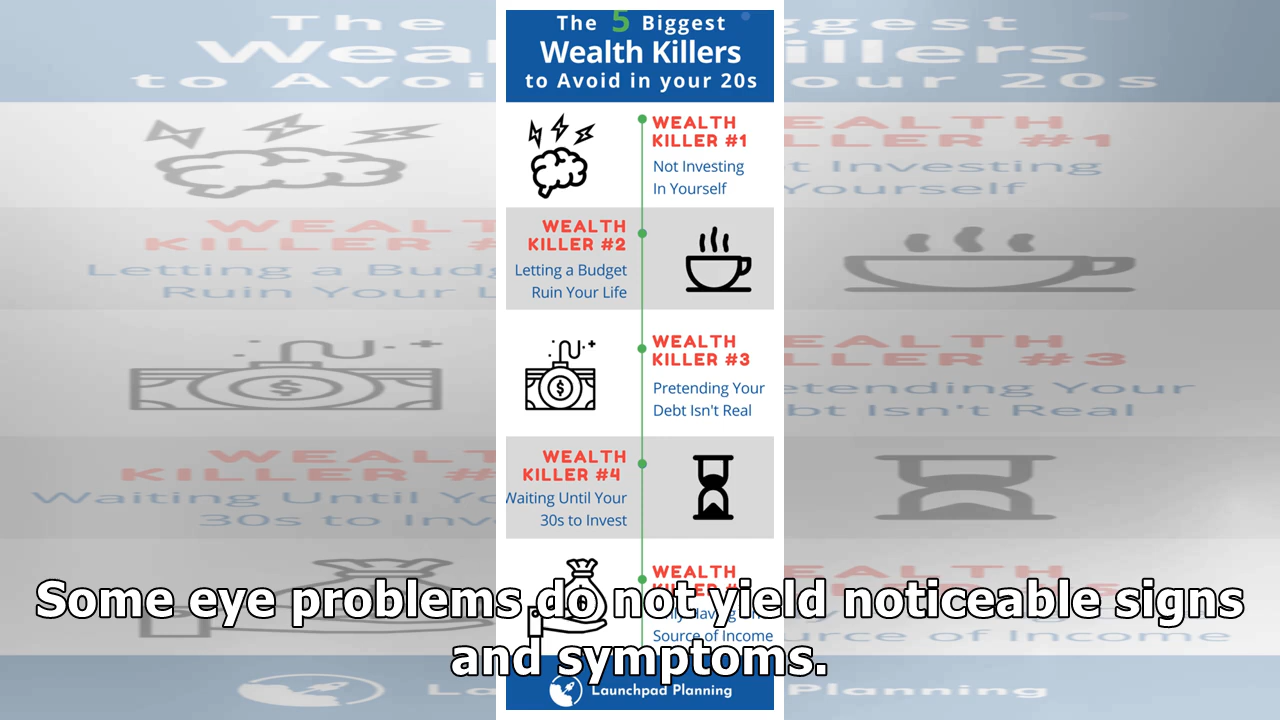 The 5 Biggest
Wealth Killers
to Avoid in your 20s
WEALTH
KILLER #1
Not Investing
In Yourself
WEALTH
KILLER #2
Letting a Budget
Ruin Your Life
WEALTH
KILLER #3
Pretending Your
Debt Isn't Real
WEALTH
KILLER #4
Waiting Until Your
30s to Invest
WEALTH
Source of Income
Some eye problems do not yield noticeable signs
and symptoms.
Launchpad Planning